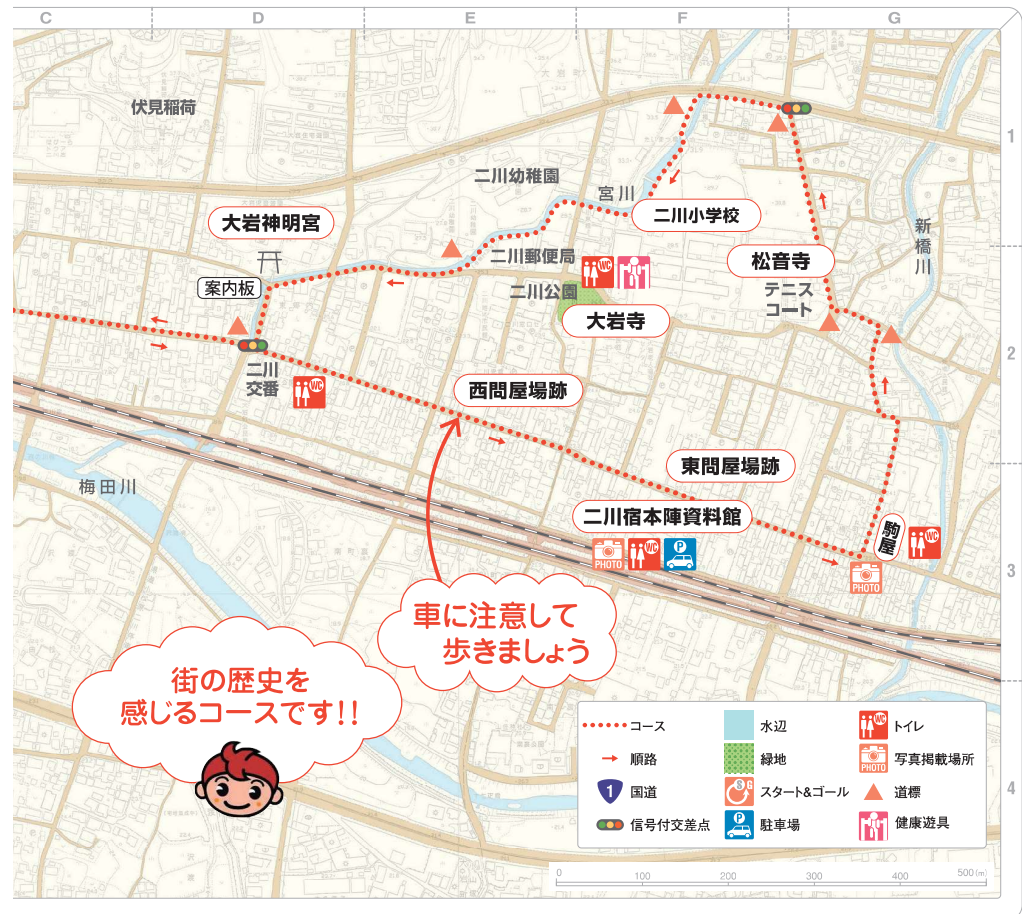 C
D
E
F
G
1
2
3
4
伏見稲荷
二川幼稚園
宮川
二川小学校
大岩神明宮
新橋川
二川郵便局
WC
松音寺
案内板
二川公園
テニス
コート
大岩寺
二川
交番
WC
西問屋場跡
東問屋場跡
梅田川
二川宿本陣資料館
駒屋
WC
PHOTO
WC
P
PHOTO
車に注意して
歩きましょう
街の歴史を
感じるコースです!!
コース
水辺
WC
トイレ
順路
緑地
PHOTO
写真掲載場所
1
国道
S G
スタート&ゴール
道標
信号付交差点
P
駐車場
健康遊具
0
100
200
300
400
500(m)